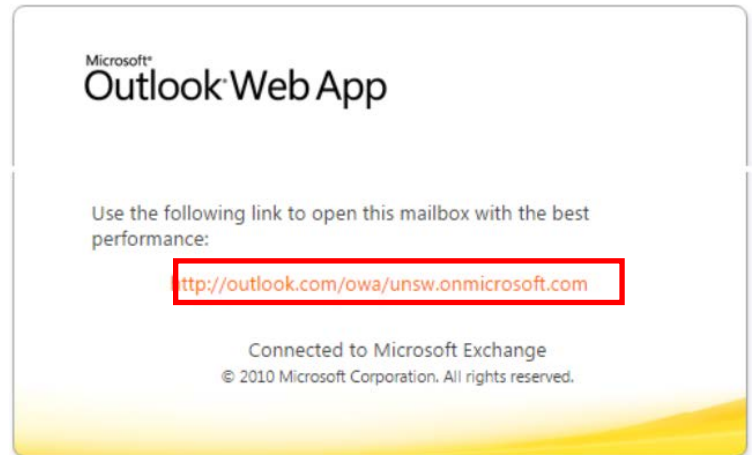 Microsoft®
Outlook® Web App
Use the following link to open this mailbox with the best
performance:
http://outlook.com/owa/unsw.onmicrosoft.com
Connected to Microsoft Exchange
© 2010 Microsoft Corporation. All rights reserved.